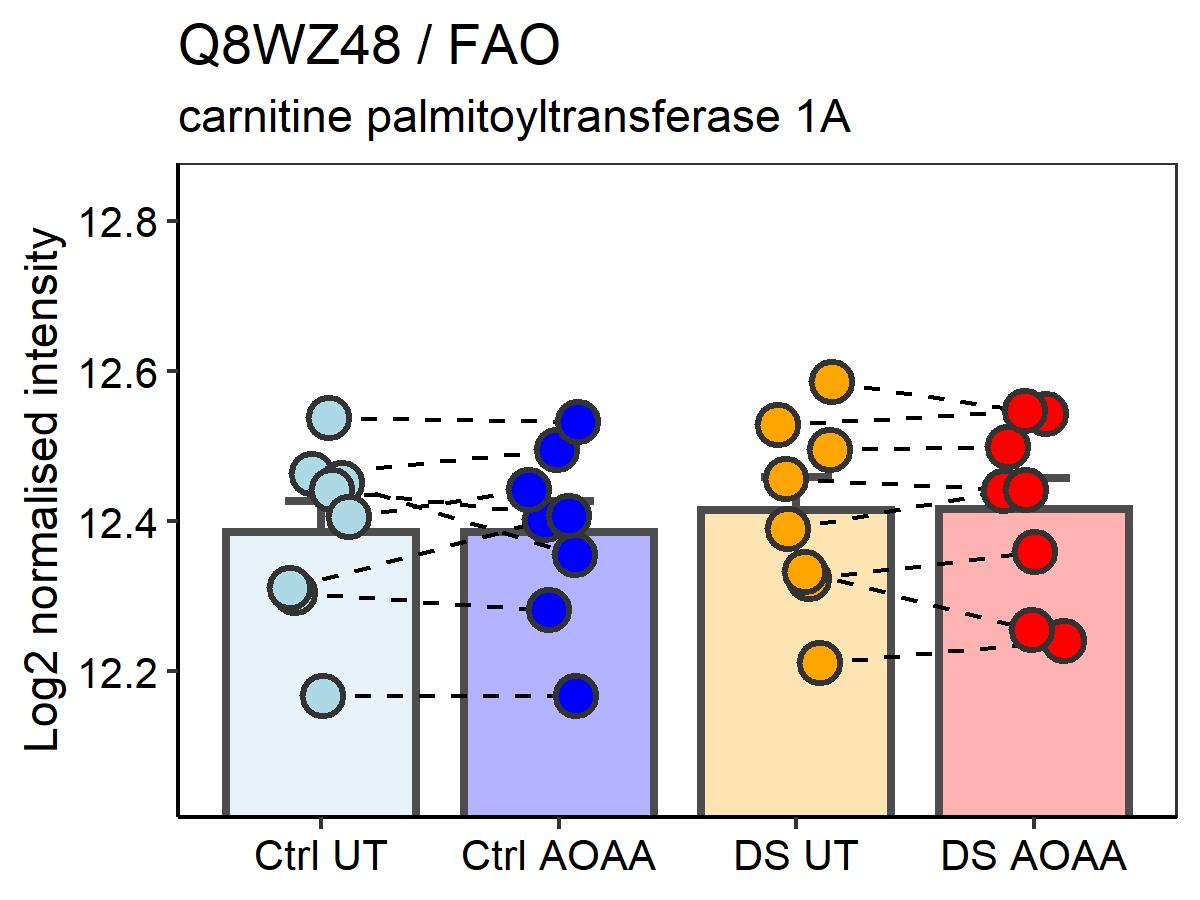 Q8WZ48 / FAO
carnitine palmitoyltransferase 1A
Log2 normalised intensity
12.8
12.6
12.4
12.2
Ctrl UT
Ctrl AOAA
DS UT
DS AOAA